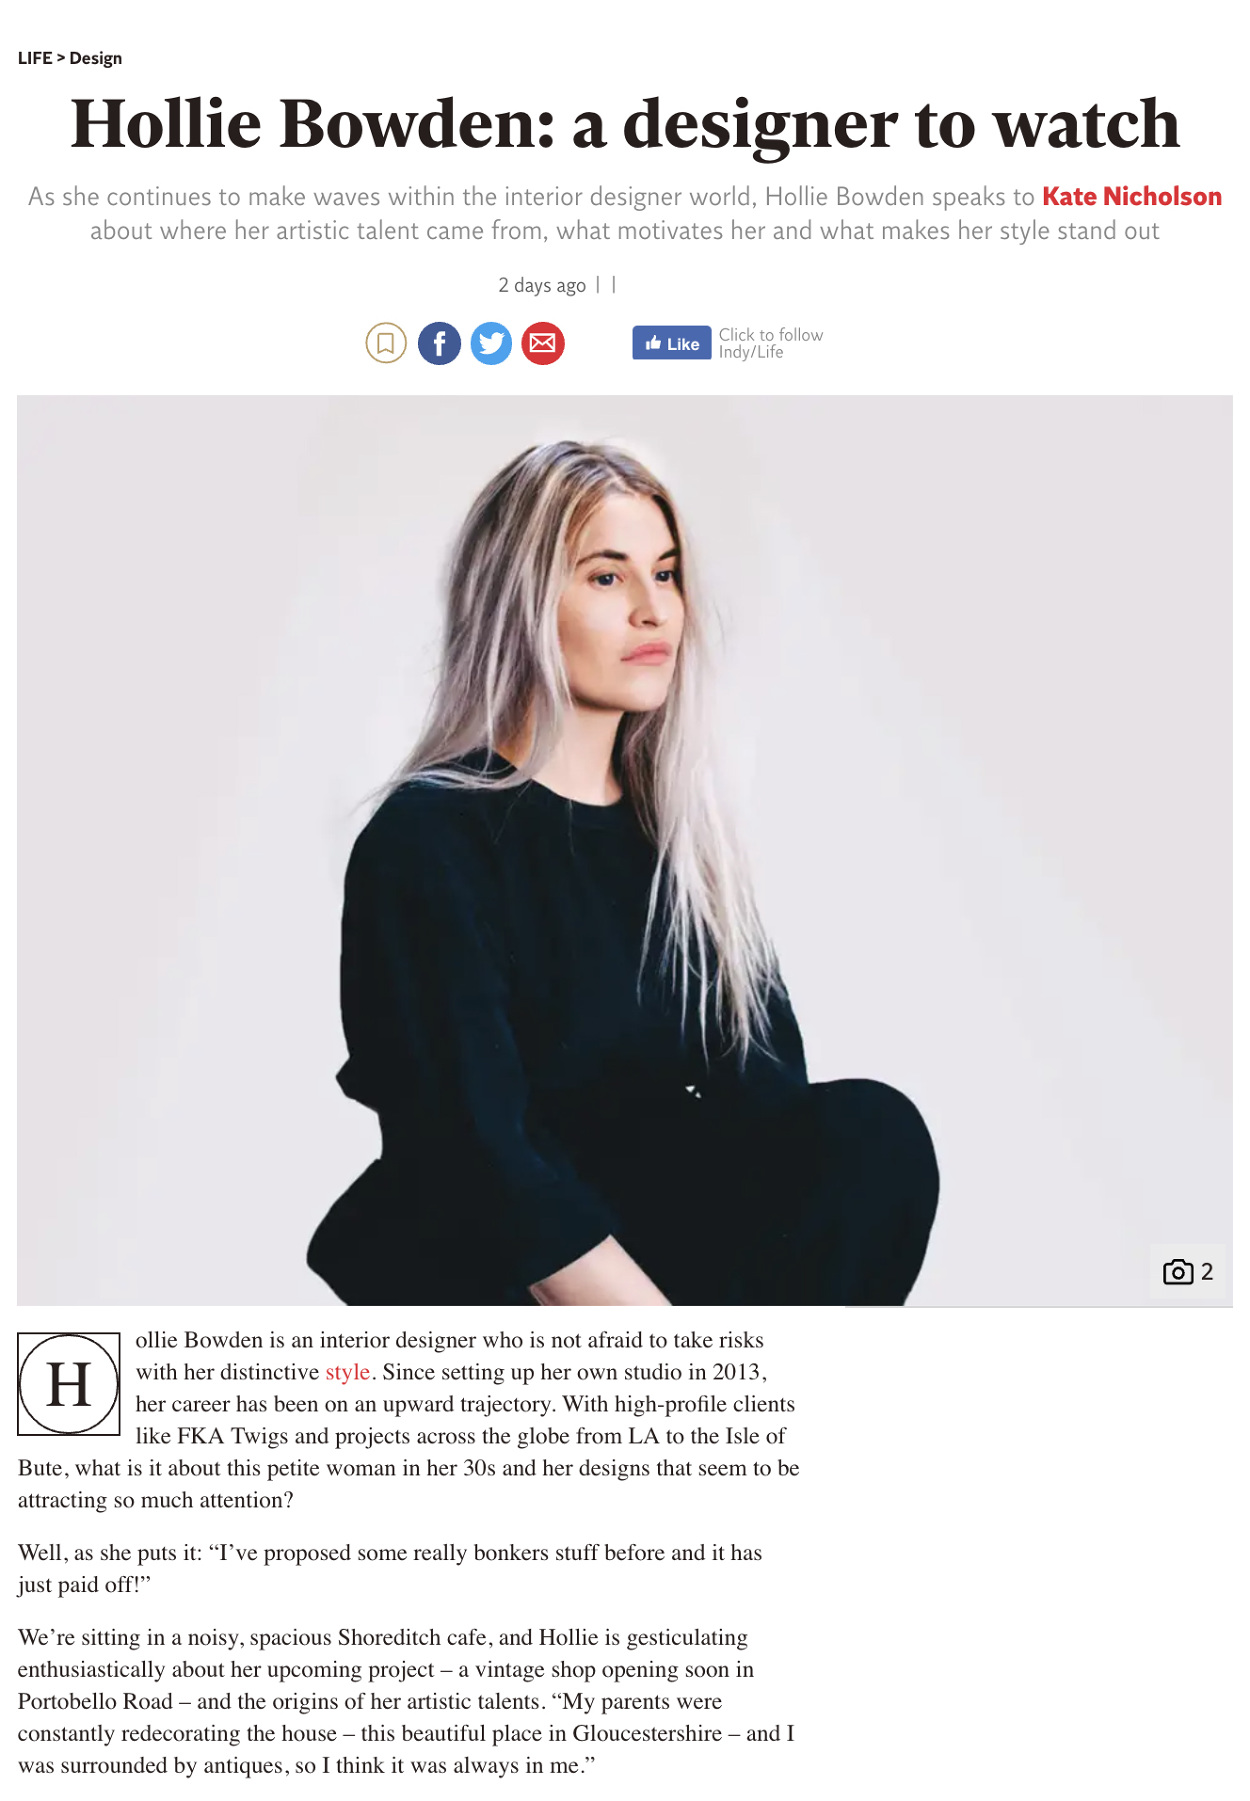 LIFE > Design
Hollie Bowden: a designer to watch
As she continues to make waves within the interior designer world, Hollie Bowden speaks to Kate Nicholson
about where her artistic talent came from, what motivates her and what makes her style stand out
2 days ago | |
f
Like
Click to follow
Indy/Life
2
H
ollie Bowden is an interior designer who is not afraid to take risks
with her distinctive style. Since setting up her own studio in 2013,
her career has been on an upward trajectory. With high-profile clients
like FKA Twigs and projects across the globe from LA to the Isle of
Bute, what is it about this petite woman in her 30s and her designs that seem to be
attracting so much attention?
Well, as she puts it: “I’ve proposed some really bonkers stuff before and it has
just paid off!”
We’re sitting in a noisy, spacious Shoreditch cafe, and Hollie is gesticulating
enthusiastically about her upcoming project – a vintage shop opening soon in
Portobello Road – and the origins of her artistic talents. “My parents were
constantly redecorating the house – this beautiful place in Gloucestershire – and I
was surrounded by antiques, so I think it was always in me.”